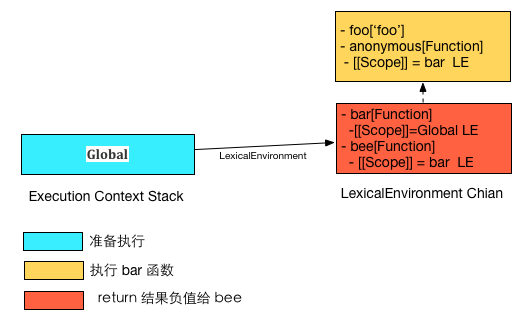 - foo[‘foo’]
- anonymous[Function]
- [[Scope]] = bar LE
- bar[Function]
-[[Scope]]=Global LE
- bee[Function]
- [[Scope]] = bar LE
Global
LexicalEnvironment
Execution Context Stack
LexicalEnvironment Chian
准备执行
执行 bar 函数
return 结果负值给 bee